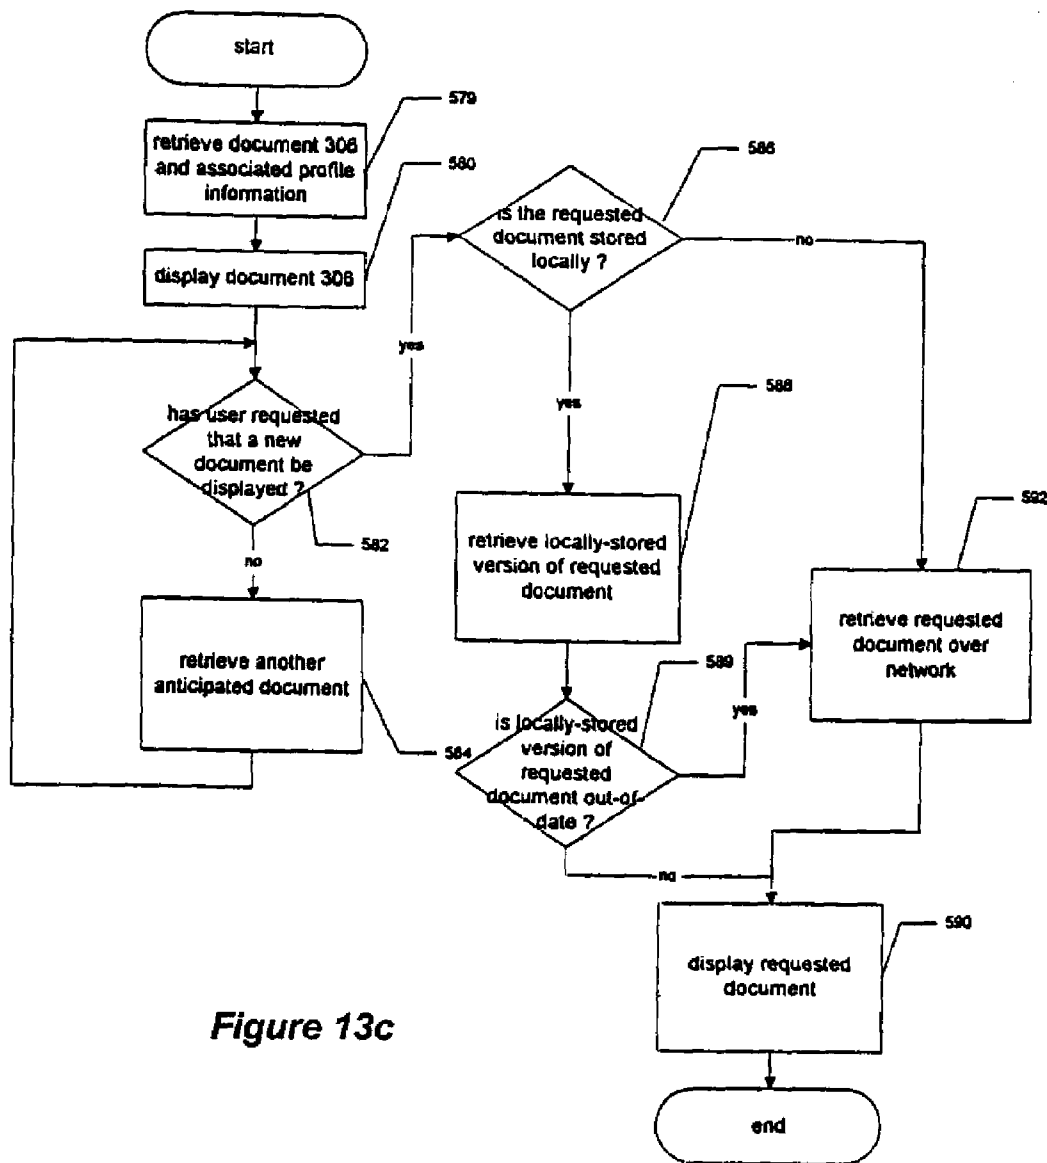 start
579
retrieve document 306
and associated profile
information
580
display document 306
586
is the requested
document stored
locally ?
no
yes
has user requested
that a new
document be
displayed ?
582
no
yes
588
retrieve locally-stored
version of requested
document
592
retrieve requested
document over
network
retrieve another
anticipated document
584
589
is locally-stored
version of
requested
document out-of-
date ?
yes
no
590
display requested
document
Figure 13c
end